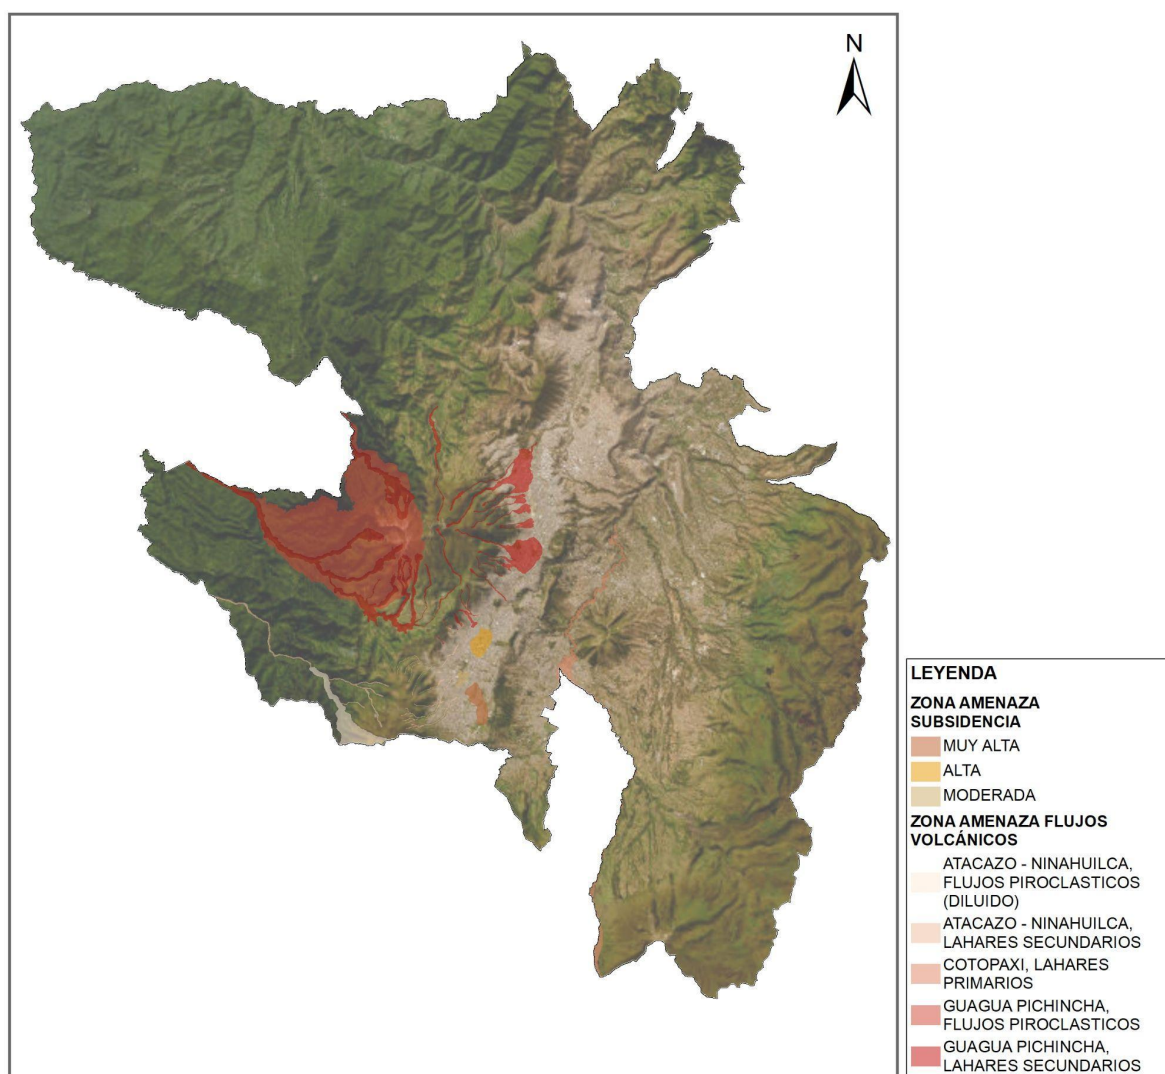 N
LEYENDA
ZONA AMENAZA
SUBSIDENCIA
MUY ALTA
ALTA
MODERADA
ZONA AMENAZA FLUJOS
VOLCÁNICOS
ATACAZO - NINAHUILCA,
FLUJOS PIROCLASTICOS
(DILUIDO)
ATACAZO - NINAHUILCA,
LAHARES SECUNDARIOS
COTOPAXI, LAHARES
PRIMARIOS
GUAGUA PICHINCHA,
FLUJOS PIROCLASTICOS
GUAGUA PICHINCHA,
LAHARES SECUNDARIOS